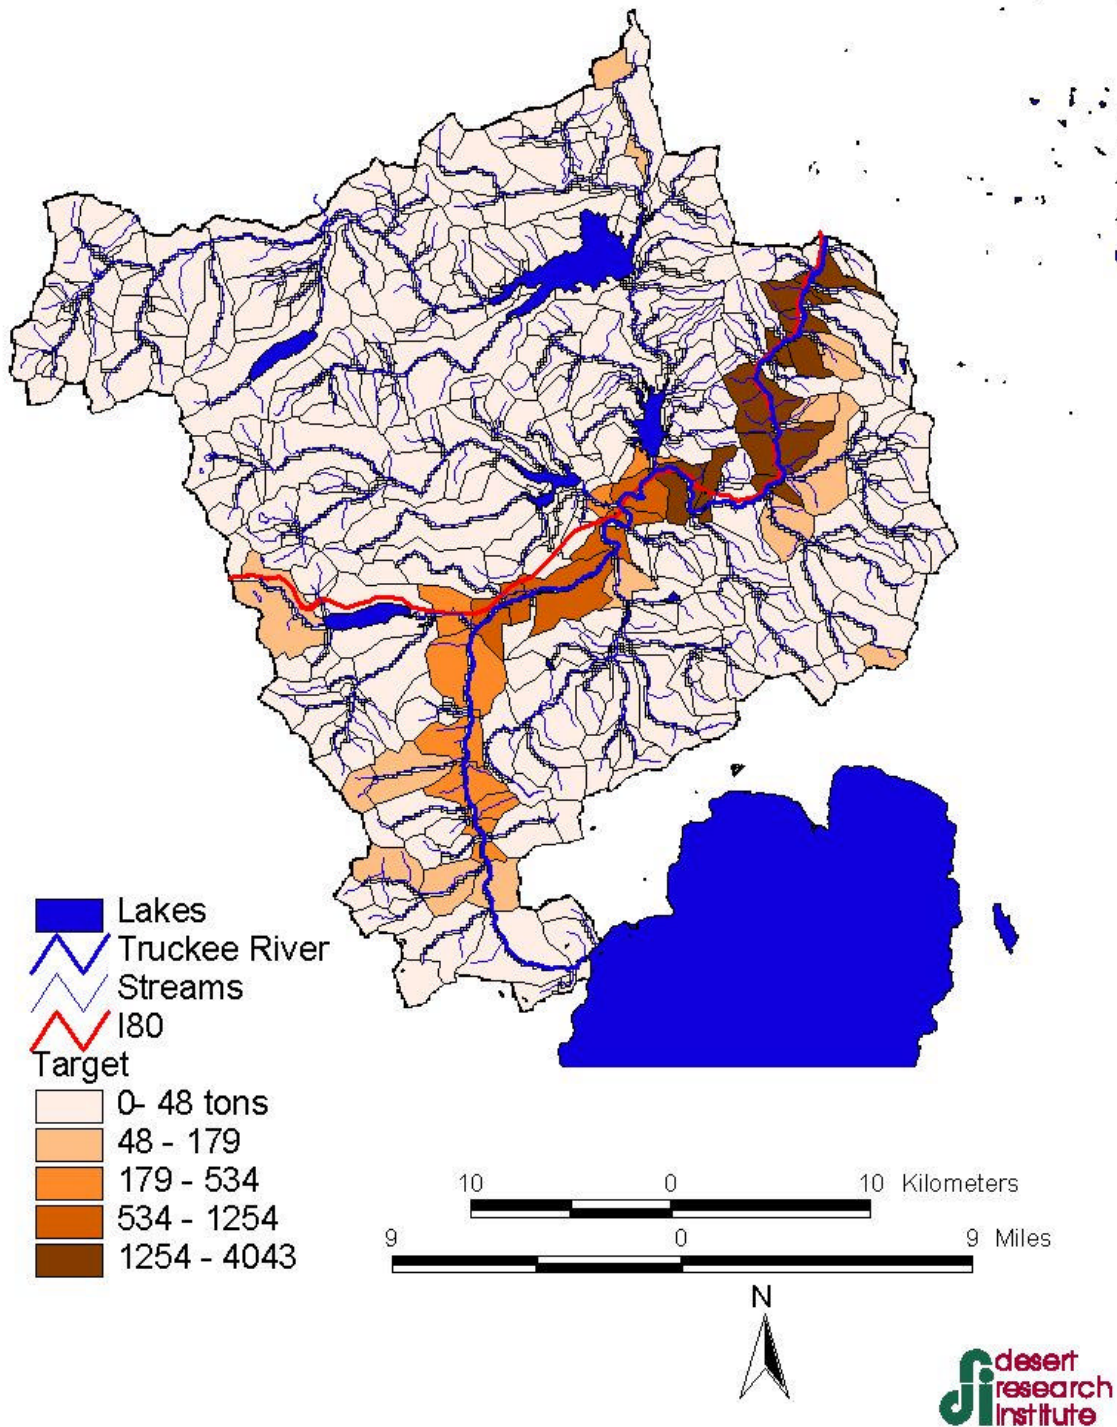 Lakes
Truckee River
Streams
I80
Target
0- 48 tons
48 - 179
179 - 534
534 - 1254
1254 - 4043
10 0 10 Kilometers
9 0 9 Miles
N
desert
research
institute